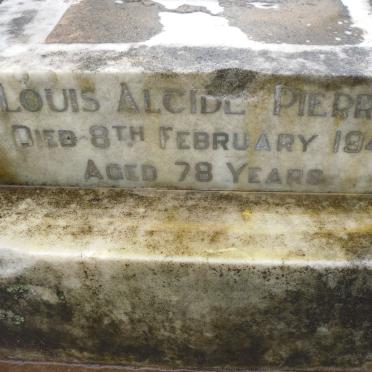 LOUIS ALCIDE PIERR
DIED 8TH FEBRUARY 194
AGED 78 YEARS